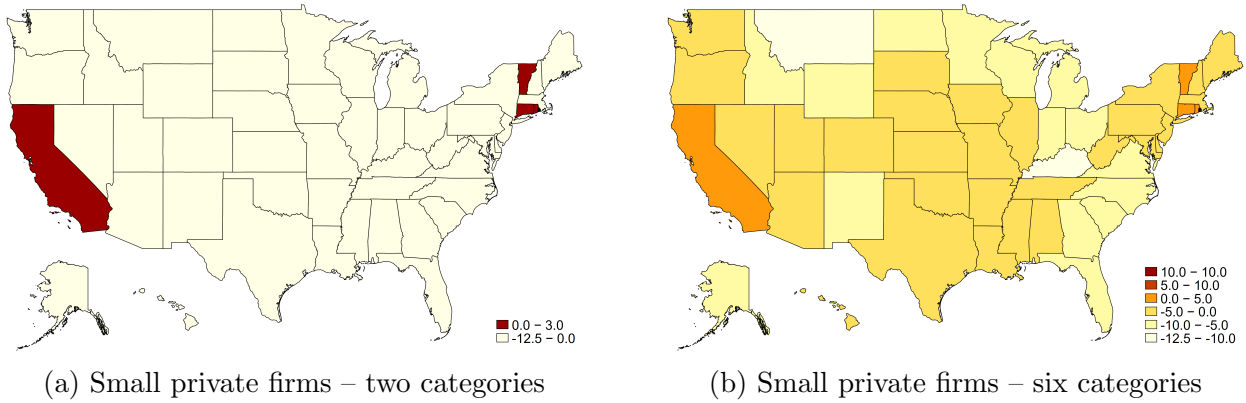 0.0 − 3.0
-12.5 − 0.0
10.0 − 10.0
5.0 − 10.0
0.0 − 5.0
-5.0 − 0.0
-10.0 − -5.0
-12.5 − -10.0
(a) Small private firms – two categories
(b) Small private firms – six categories